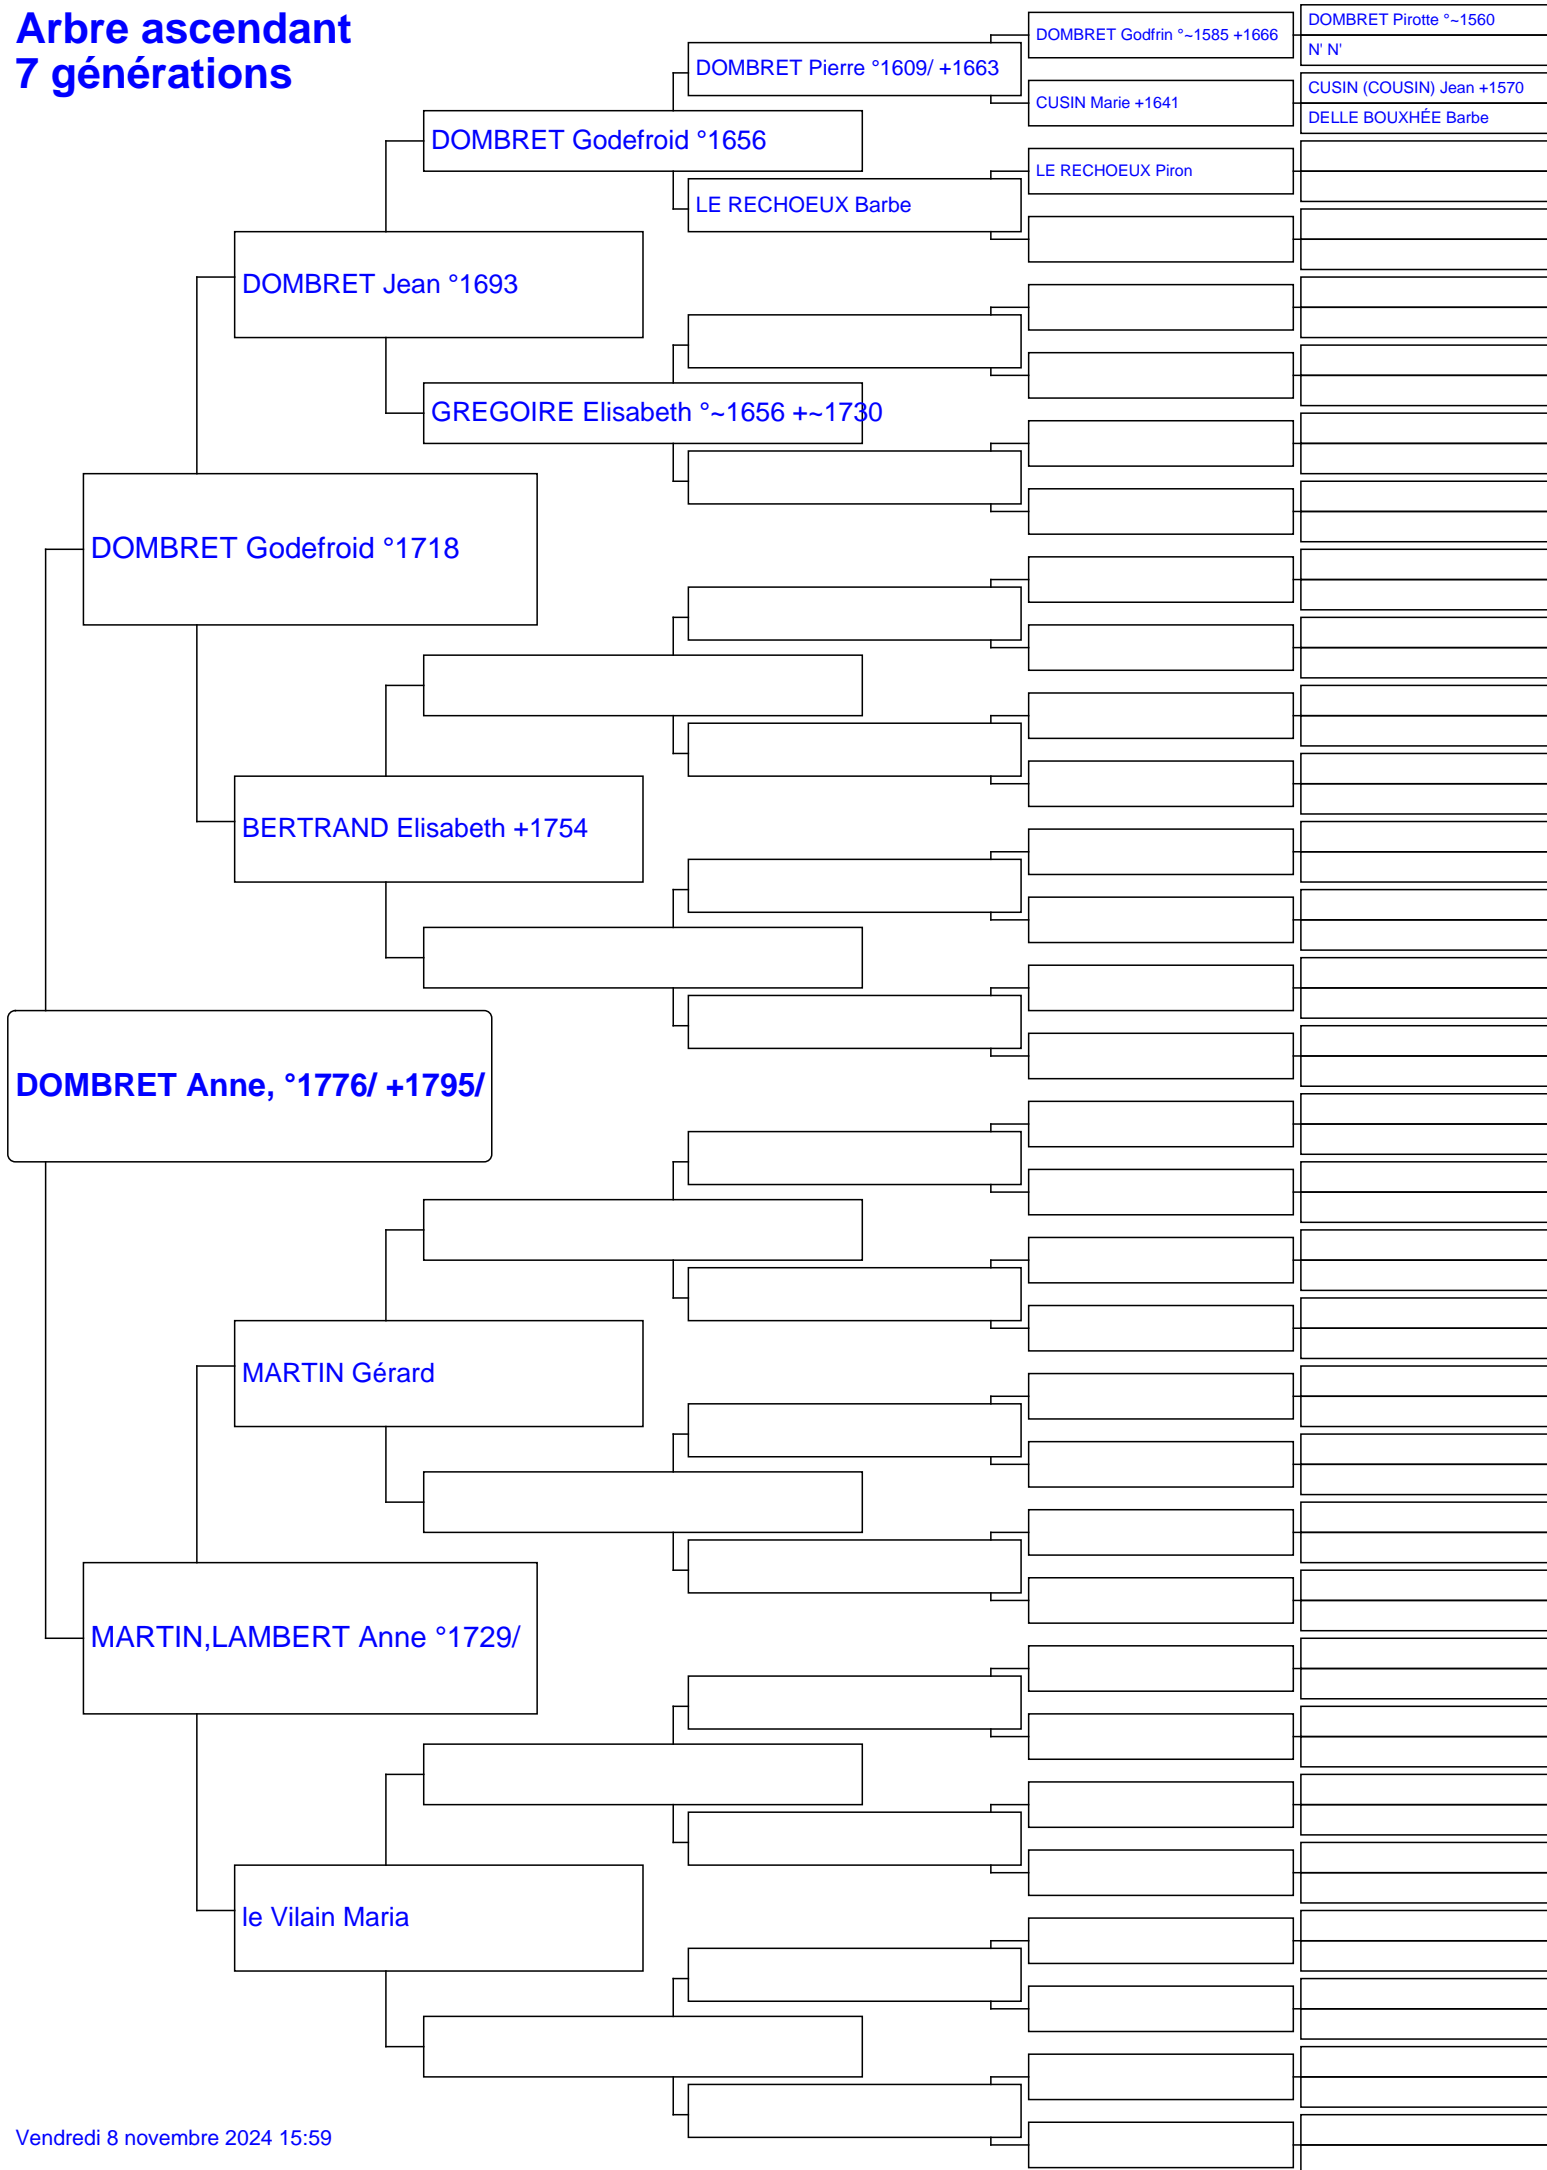 Arbre ascendant
7 générations
DOMBRET Pirotte °~1560
DOMBRET Godfrin °~1585 +1666
N' N'
DOMBRET Pierre °1609/ +1663
CUSIN (COUSIN) Jean +1570
CUSIN Marie +1641
DELLE BOUXHÉE Barbe
DOMBRET Godefroid °1656
LE RECHOEUX Piron
LE RECHOEUX Barbe
DOMBRET Jean °1693
GREGOIRE Elisabeth °~1656 +~1730
DOMBRET Godefroid °1718
BERTRAND Elisabeth +1754
DOMBRET Anne, °1776/ +1795/
MARTIN Gérard
MARTIN,LAMBERT Anne °1729/
le Vilain Maria
Vendredi 8 novembre 2024 15:59